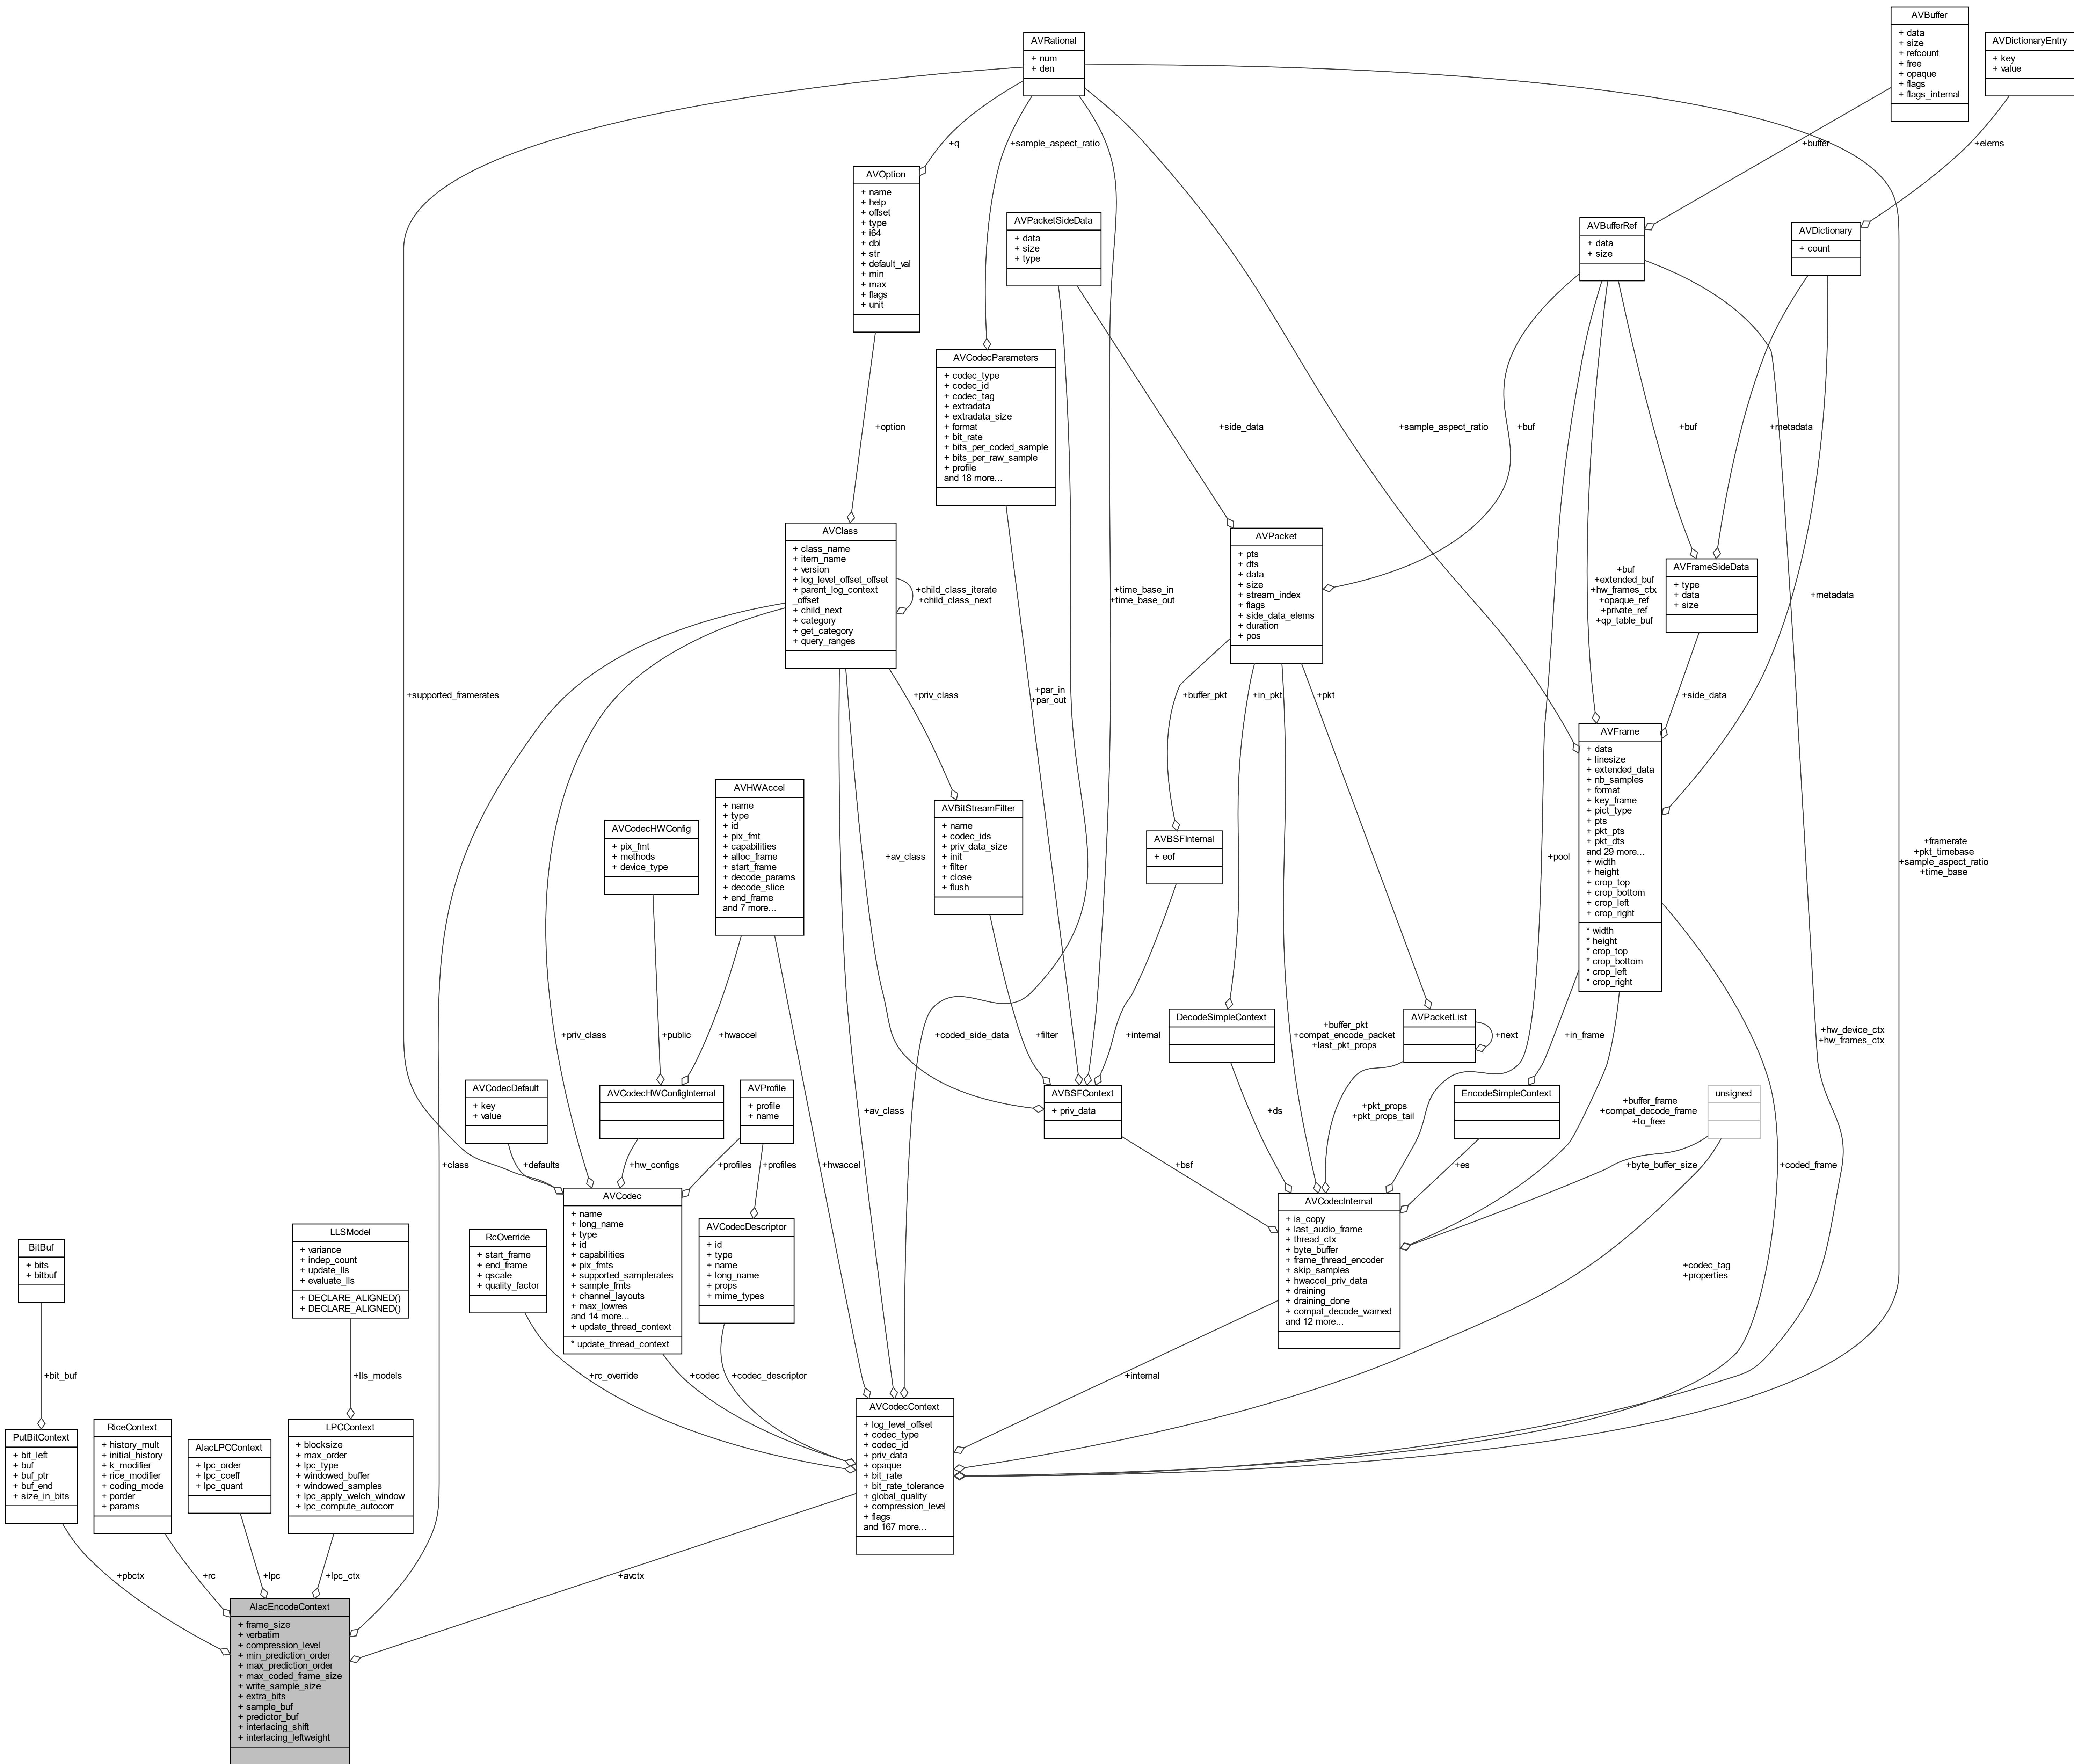 AVBuffer
+ data
+ size
+ refcount
+ free
+ opaque
+ flags
+ flags_internal
AVDictionaryEntry
+ key
+ value
AVRational
+ num
+ den
+q
+sample_aspect_ratio
+buffer
+elems
AVOption
+ name
+ help
+ offset
+ type
+ i64
+ dbl
+ str
+ default_val
+ min
+ max
+ flags
+ unit
AVPacketSideData
+ data
+ size
+ type
AVBufferRef
+ data
+ size
AVDictionary
+ count
AVCodecParameters
+ codec_type
+ codec_id
+ codec_tag
+ extradata
+ extradata_size
+ format
+ bit_rate
+ bits_per_coded_sample
+ bits_per_raw_sample
+ profile
and 18 more...
+option
+side_data
+sample_aspect_ratio
+buf
+buf
+metadata
AVClass
+ class_name
+ item_name
+ version
+ log_level_offset_offset
+ parent_log_context
_offset
+ child_next
+ category
+ get_category
+ query_ranges
+child_class_iterate
+child_class_next
+time_base_in
+time_base_out
AVPacket
+ pts
+ dts
+ data
+ size
+ stream_index
+ flags
+ side_data_elems
+ duration
+ pos
+buf
+extended_buf
+hw_frames_ctx
+opaque_ref
+private_ref
+qp_table_buf
AVFrameSideData
+ type
+ data
+ size
+metadata
+supported_framerates
+priv_class
+par_in
+par_out
+buffer_pkt
+in_pkt
+pkt
+side_data
AVFrame
+ data
+ linesize
+ extended_data
+ nb_samples
+ format
+ key_frame
+ pict_type
+ pts
+ pkt_pts
+ pkt_dts
and 29 more...
+ width
+ height
+ crop_top
+ crop_bottom
+ crop_left
+ crop_right
* width
* height
* crop_top
* crop_bottom
* crop_left
* crop_right
AVHWAccel
+ name
+ type
+ id
+ pix_fmt
+ capabilities
+ alloc_frame
+ start_frame
+ decode_params
+ decode_slice
+ end_frame
and 7 more...
AVCodecHWConfig
+ pix_fmt
+ methods
+ device_type
+av_class
AVBitStreamFilter
+ name
+ codec_ids
+ priv_data_size
+ init
+ filter
+ close
+ flush
AVBSFInternal
+ eof
+pool
+framerate
+pkt_timebase
+sample_aspect_ratio
+time_base
+priv_class
+public
+hwaccel
+coded_side_data
+filter
+internal
DecodeSimpleContext
+buffer_pkt
+compat_encode_packet
+last_pkt_props
AVPacketList
+next
+in_frame
+hw_device_ctx
+hw_frames_ctx
AVCodecDefault
+ key
+ value
AVCodecHWConfigInternal
AVProfile
+ profile
+ name
+av_class
AVBSFContext
+ priv_data
+ds
+pkt_props
+pkt_props_tail
EncodeSimpleContext
+buffer_frame
+compat_decode_frame
+to_free
unsigned
+class
+defaults
+hw_configs
+profiles
+profiles
+hwaccel
+bsf
+es
+byte_buffer_size
+coded_frame
AVCodec
+ name
+ long_name
+ type
+ id
+ capabilities
+ pix_fmts
+ supported_samplerates
+ sample_fmts
+ channel_layouts
+ max_lowres
and 14 more...
+ update_thread_context
* update_thread_context
AVCodecInternal
+ is_copy
+ last_audio_frame
+ thread_ctx
+ byte_buffer
+ frame_thread_encoder
+ skip_samples
+ hwaccel_priv_data
+ draining
+ draining_done
+ compat_decode_warned
and 12 more...
BitBuf
+ bits
+ bitbuf
LLSModel
+ variance
+ indep_count
+ update_lls
+ evaluate_lls
+ DECLARE_ALIGNED()
+ DECLARE_ALIGNED()
RcOverride
+ start_frame
+ end_frame
+ qscale
+ quality_factor
AVCodecDescriptor
+ id
+ type
+ name
+ long_name
+ props
+ mime_types
+codec_tag
+properties
+bit_buf
+lls_models
+rc_override
+codec
+codec_descriptor
+internal
PutBitContext
+ bit_left
+ buf
+ buf_ptr
+ buf_end
+ size_in_bits
RiceContext
+ history_mult
+ initial_history
+ k_modifier
+ rice_modifier
+ coding_mode
+ porder
+ params
AlacLPCContext
+ lpc_order
+ lpc_coeff
+ lpc_quant
LPCContext
+ blocksize
+ max_order
+ lpc_type
+ windowed_buffer
+ windowed_samples
+ lpc_apply_welch_window
+ lpc_compute_autocorr
AVCodecContext
+ log_level_offset
+ codec_type
+ codec_id
+ priv_data
+ opaque
+ bit_rate
+ bit_rate_tolerance
+ global_quality
+ compression_level
+ flags
and 167 more...
+pbctx
+rc
+lpc
+lpc_ctx
+avctx
AlacEncodeContext
+ frame_size
+ verbatim
+ compression_level
+ min_prediction_order
+ max_prediction_order
+ max_coded_frame_size
+ write_sample_size
+ extra_bits
+ sample_buf
+ predictor_buf
+ interlacing_shift
+ interlacing_leftweight